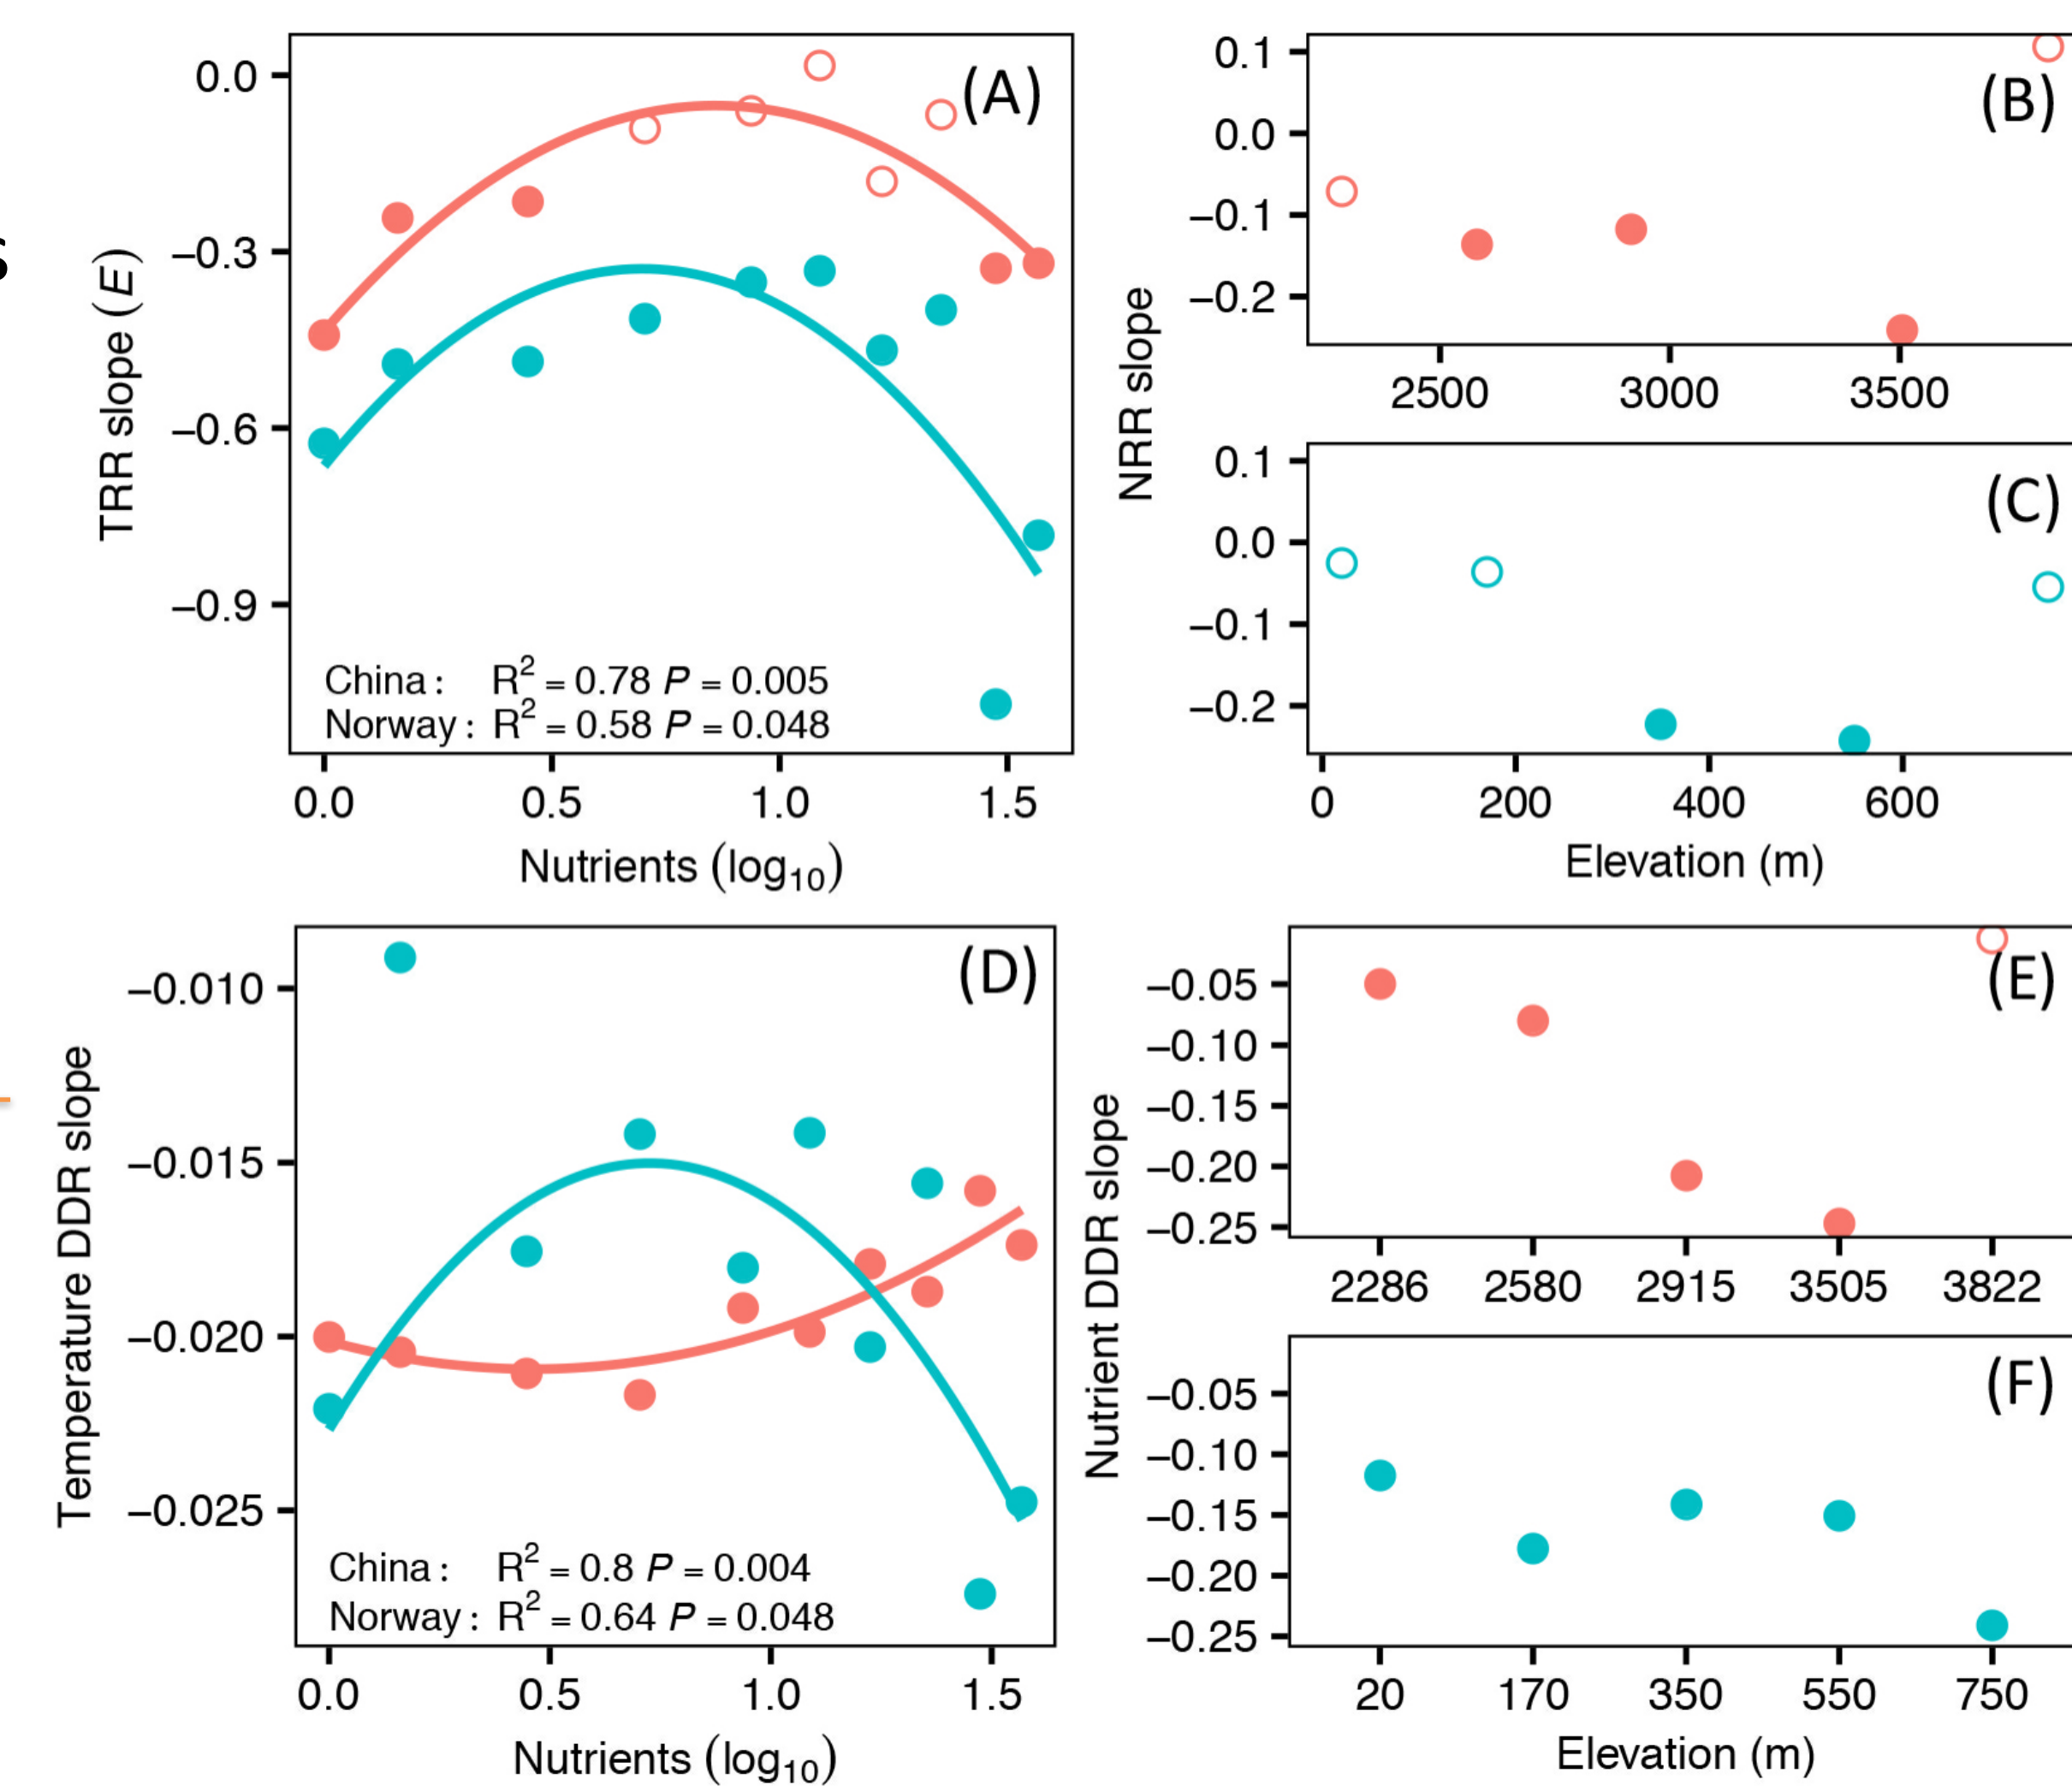 (A)
0.0
−0.3
−0.6
−0.9
TRR slope (E)
China: R² = 0.78 P = 0.005
Norway: R² = 0.58 P = 0.048
0.0 0.5 1.0 1.5
Nutrients (log₁₀)
(B)
0.1
0.0
−0.1
−0.2
2500 3000 3500
NRR slope
(C)
0.1
0.0
−0.1
−0.2
0 200 400 600
Elevation (m)
(D)
−0.010
−0.015
−0.020
−0.025
Temperature DDR slope
China: R² = 0.8 P = 0.004
Norway: R² = 0.64 P = 0.048
0.0 0.5 1.0 1.5
Nutrients (log₁₀)
(E)
−0.05
−0.10
−0.15
−0.20
−0.25
2286 2580 2915 3505 3822
Nutrient DDR slope
(F)
−0.05
−0.10
−0.15
−0.20
−0.25
20 170 350 550 750
Elevation (m)